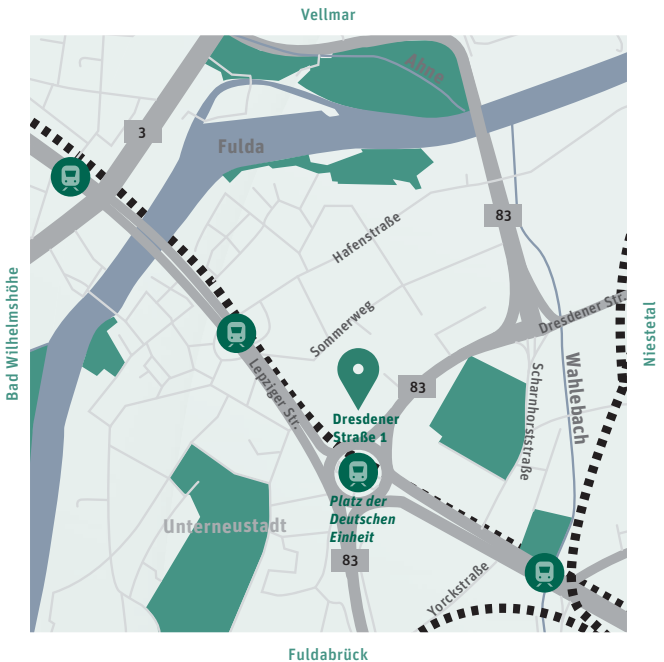 Vellmar
Ahne
3
Fulda
83
Hafenstraße
Bad Wilhelmshöhe
Niestetal
Dresdener Str.
Sommerweg
Wahlebach
Scharnhorststraße
Lepziger Str.
83
Dresdener
Straße 1
Platz der
Deutschen
Einheit
Unterneustadt
83
Yorckstraße
Fuldabrück